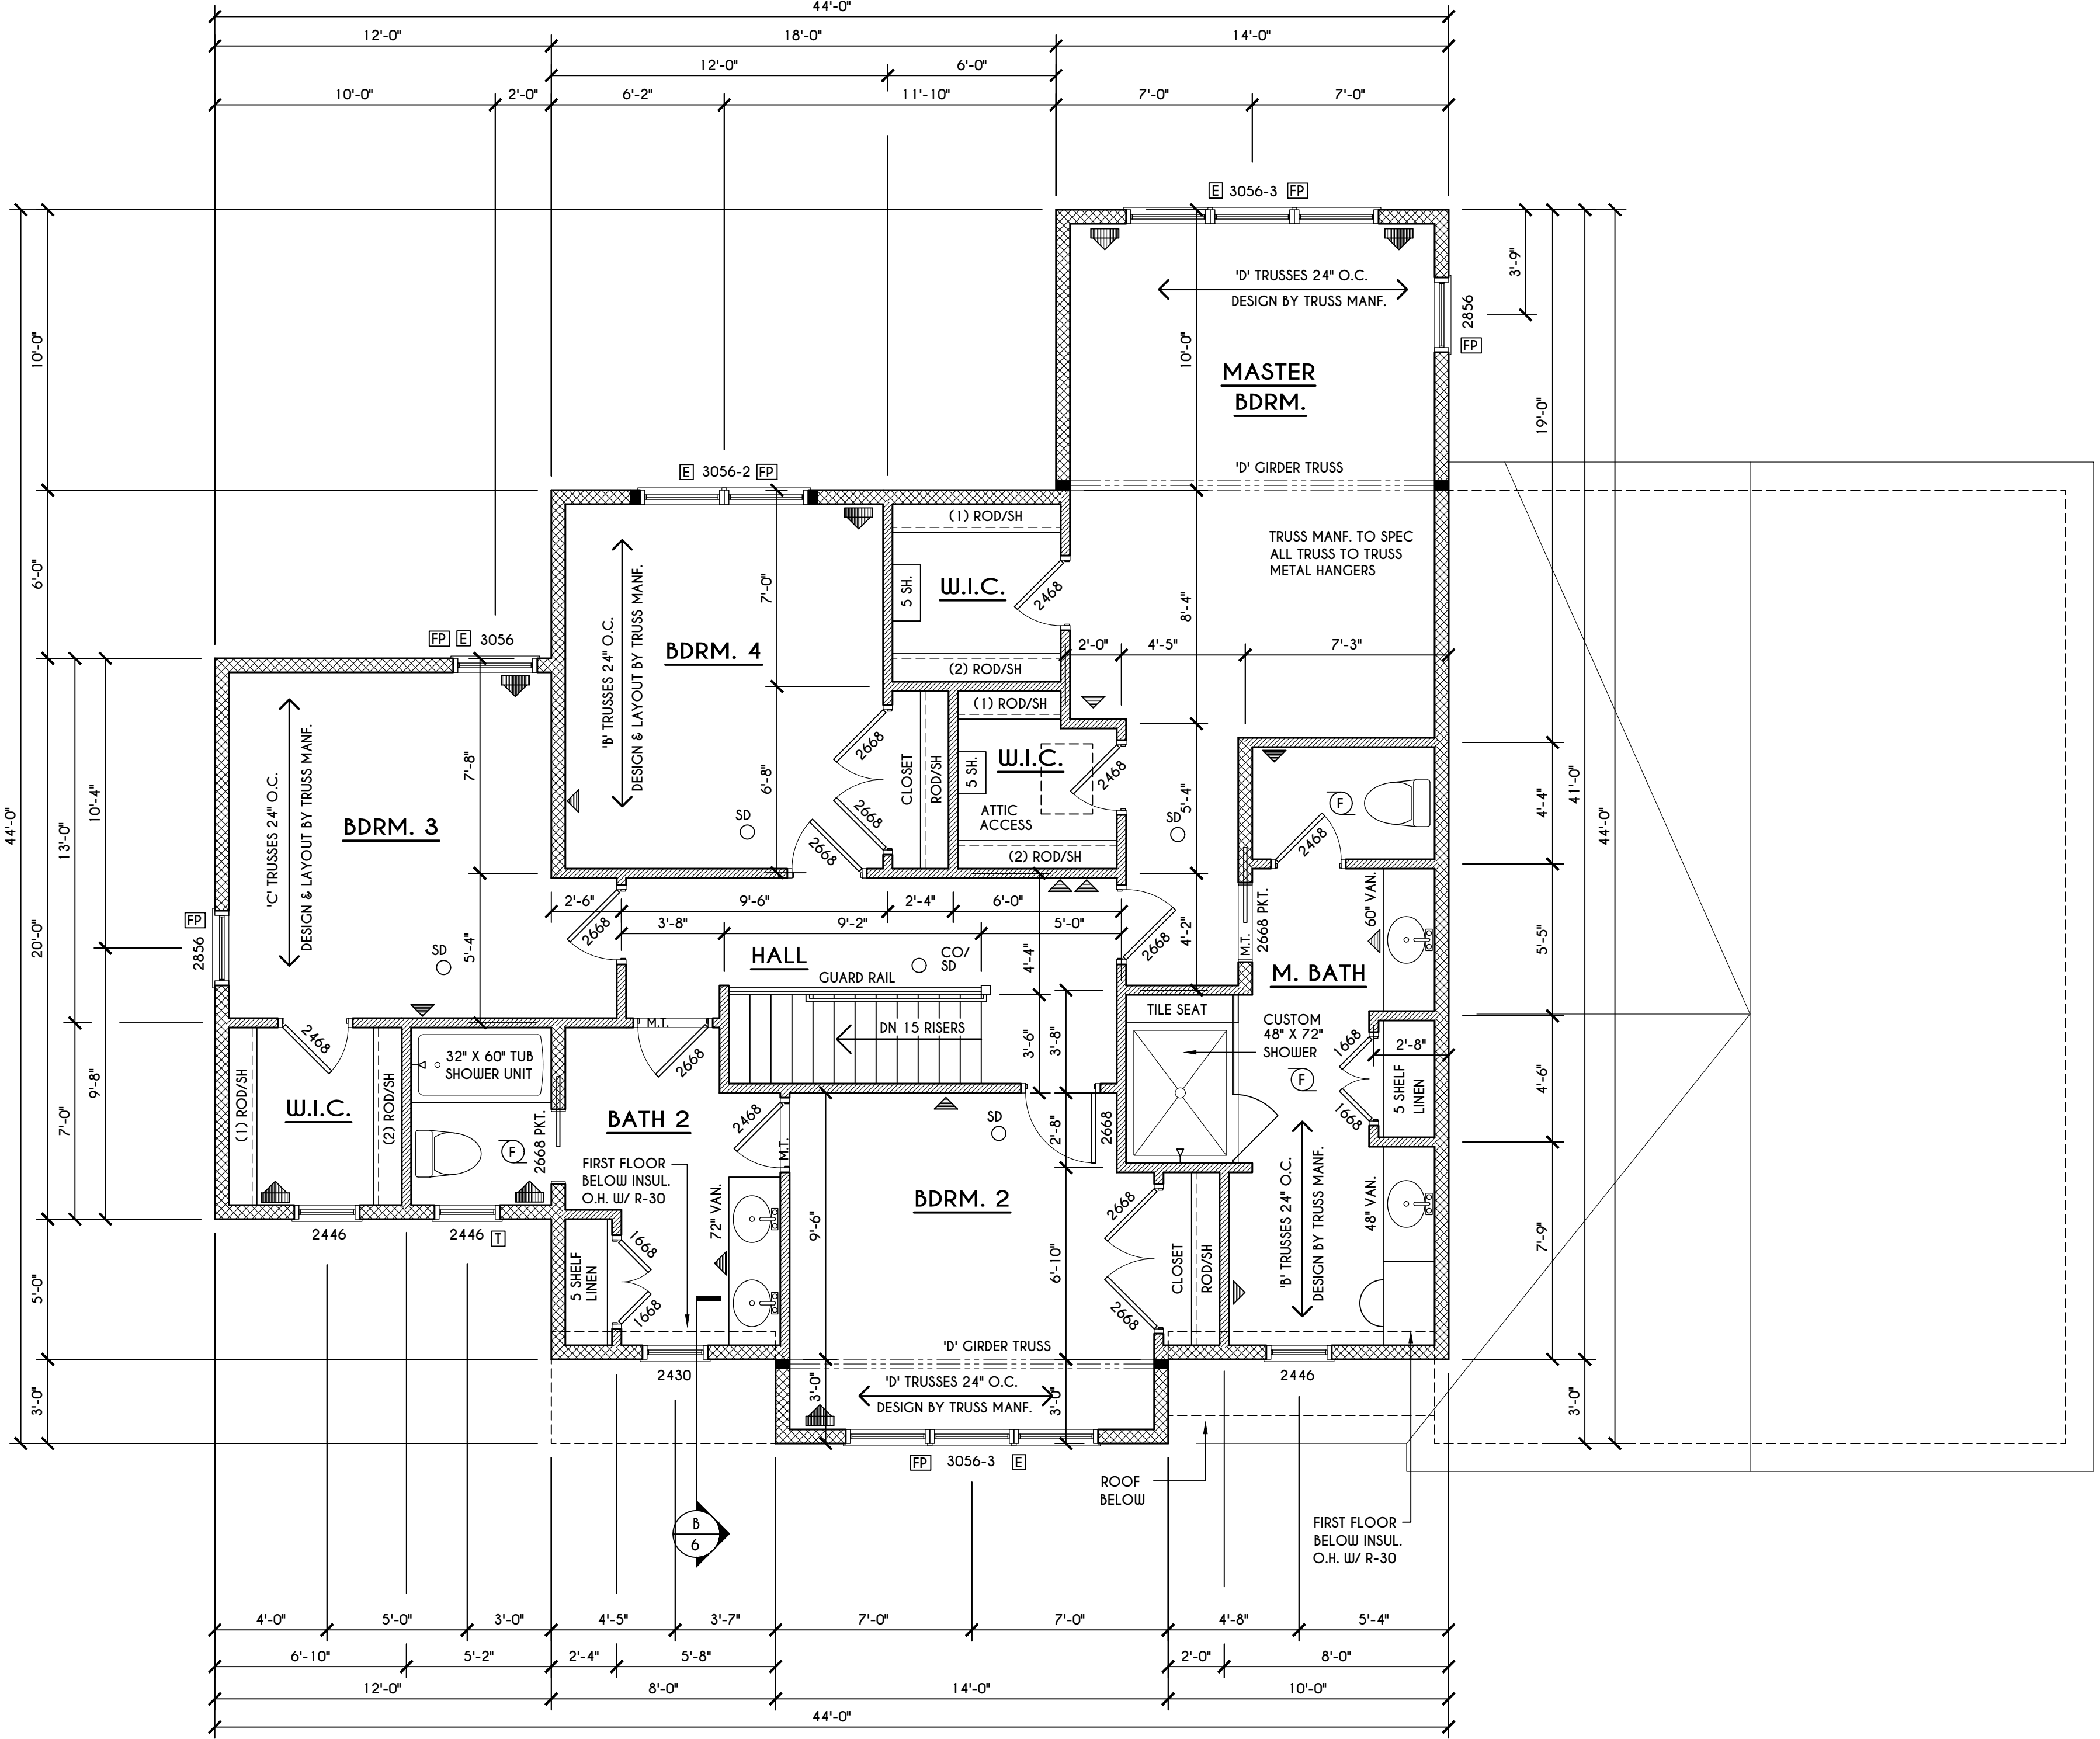 44'-0"
12'-0" 18'-0" 14'-0"
12'-0" 6'-0"
10'-0" 2'-0" 6'-2" 11'-10" 7'-0" 7'-0"
E 3056-3 FP
'D' TRUSSES 24" O.C.
DESIGN BY TRUSS MANF.
3'-9"
2856
FP
10'-0"
10'-0"
MASTER
BDRM.
19'-0"
'D' GIRDER TRUSS
E 3056-2 FP
(1) ROD/SH
TRUSS MANF. TO SPEC
ALL TRUSS TO TRUSS
METAL HANGERS
6'-0"
7'-0"
5 SH.
W.I.C.
2468
8'-4"
FP E 3056
BDRM. 4
'B' TRUSSES 24" O.C.
DESIGN & LAYOUT BY TRUSS MANF.
(2) ROD/SH
2'-0" 4'-5" 7'-3"
(1) ROD/SH
2668
CLOSET
ROD/SH
5 SH.
W.I.C.
2468
ATTIC
ACCESS
5'-4"
SD
(2) ROD/SH
6'-8"
SD
2668
2668
F
2468
4'-4"
41'-0"
44'-0"
44'-0"
20'-0"
13'-0"
10'-4"
'C' TRUSSES 24" O.C.
DESIGN & LAYOUT BY TRUSS MANF.
7'-8"
BDRM. 3
FP
2856
SD
5'-4"
2'-6" 9'-6" 2'-4" 6'-0"
3'-8" 9'-2" 5'-0"
2668
HALL
CO/
SD
GUARD RAIL
4'-4"
2668
4'-2"
M.T.
2668 PKT.
60" VAN.
5'-5"
M. BATH
M.T.
DN 15 RISERS
3'-6"
3'-8"
TILE SEAT
CUSTOM
48" X 72"
SHOWER
F
1668
2'-8"
5 SHELF
LINEN
1668
4'-6"
9'-8"
7'-0"
2468
(1) ROD/SH
W.I.C.
(2) ROD/SH
32" X 60" TUB
SHOWER UNIT
2668
BATH 2
2668 PKT.
F
2468
M.T.
SD
2'-8"
2668
FIRST FLOOR
BELOW INSUL.
O.H. W/ R-30
72" VAN.
BDRM. 2
9'-6"
2668
CLOSET
ROD/SH
2668
6'-10"
'B' TRUSSES 24" O.C.
DESIGN BY TRUSS MANF.
48" VAN.
7'-9"
2446
2446 T
5 SHELF
LINEN
1668
1668
5'-0"
'D' GIRDER TRUSS
2430
3'-0"
3'-0"
'D' TRUSSES 24" O.C.
DESIGN BY TRUSS MANF.
3'-0"
2446
3'-0"
FP 3056-3 E
ROOF
BELOW
B
6
FIRST FLOOR
BELOW INSUL.
O.H. W/ R-30
4'-0" 5'-0" 3'-0" 4'-5" 3'-7" 7'-0" 7'-0" 4'-8" 5'-4"
6'-10" 5'-2" 2'-4" 5'-8" 2'-0" 8'-0"
12'-0" 8'-0" 14'-0" 10'-0"
44'-0"